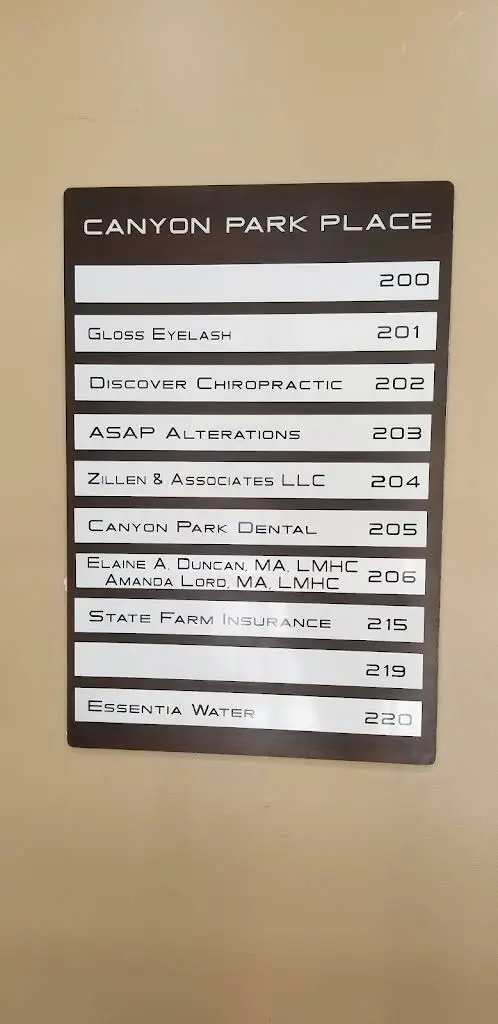 CANYON PARK PLACE
200
GLOSS EYELASH 201
DISCOVER CHIROPRACTIC 202
ASAP ALTERATIONS 203
ZILLEN & ASSOCIATES LLC 204
CANYON PARK DENTAL 205
ELAINE A. DUNCAN, MA, LMHC
AMANDA LORD, MA, LMHC 206
STATE FARM INSURANCE 215
219
ESSENTIA WATER 220